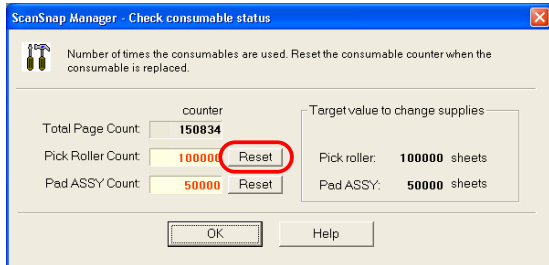 ScanSnap Manager - Check consumable status
Number of times the consumables are used. Reset the consumable counter when the
consumable is replaced.
counter
Target value to change supplies
Total Page Count: 150834
Pick Roller Count: 100000 Reset
Pick roller: 100000 sheets
Pad ASSY Count: 50000 Reset
Pad ASSY: 50000 sheets
OK
Help